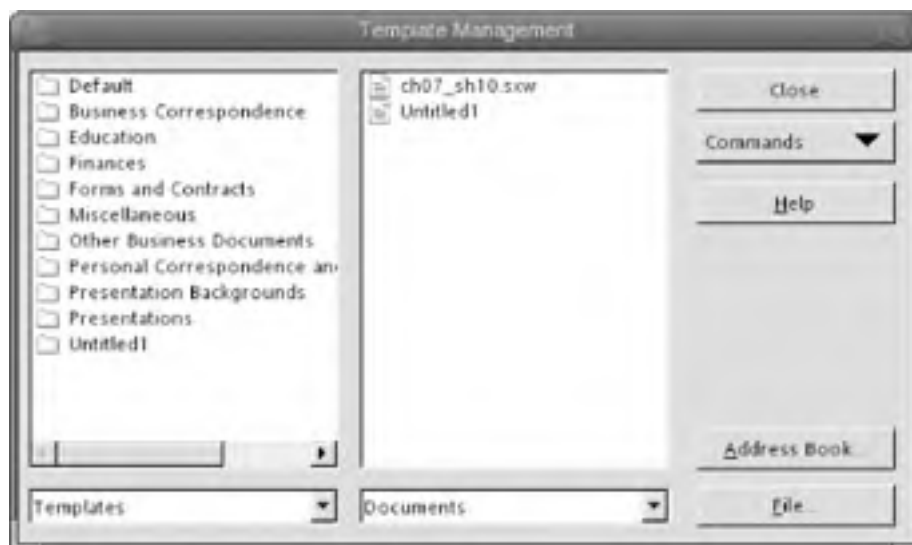 Template Management
Default
Business Correspondence
Education
Finances
Forms and Contracts
Miscellaneous
Other Business Documents
Personal Correspondence an
Presentation Backgrounds
Presentations
Untitled1
Templates
ch07_sh10.sxw
Untitled1
Documents
Close
Commands
Help
Address Book...
File...